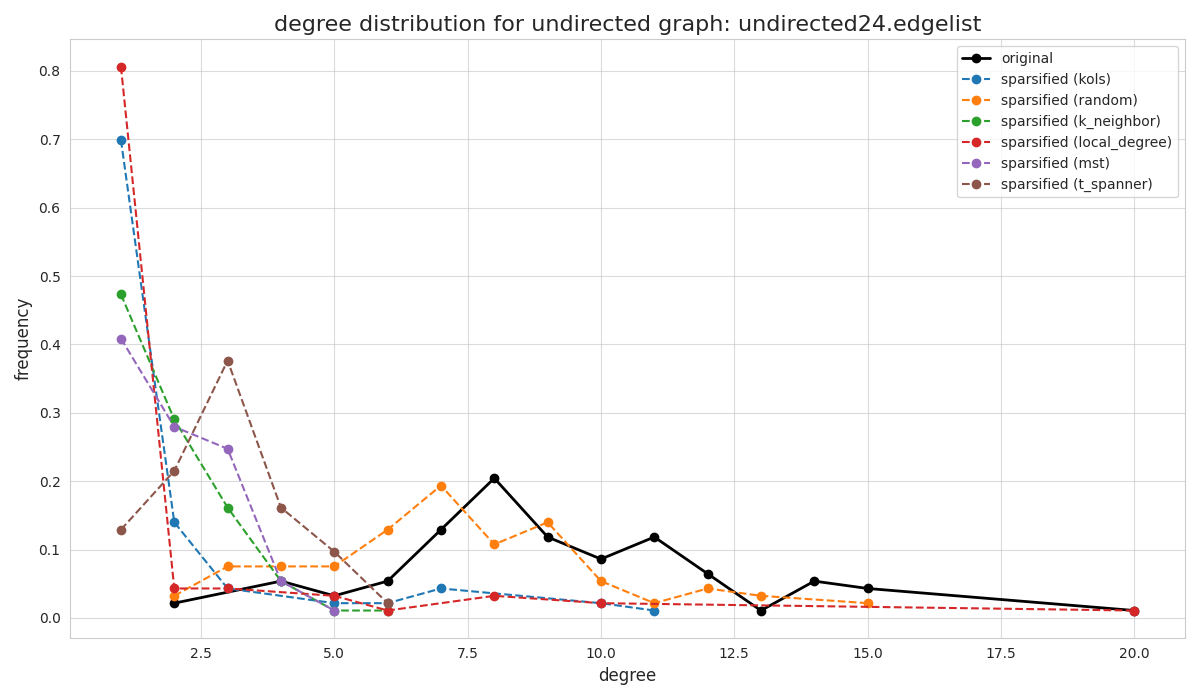 degree distribution for undirected graph: undirected24.edgelist
original
sparsified (kols)
sparsified (random)
sparsified (k_neighbor)
sparsified (local_degree)
sparsified (mst)
sparsified (t_spanner)
frequency
0.8
0.7
0.6
0.5
0.4
0.3
0.2
0.1
0.0
2.5 5.0 7.5 10.0 12.5 15.0 17.5 20.0
degree